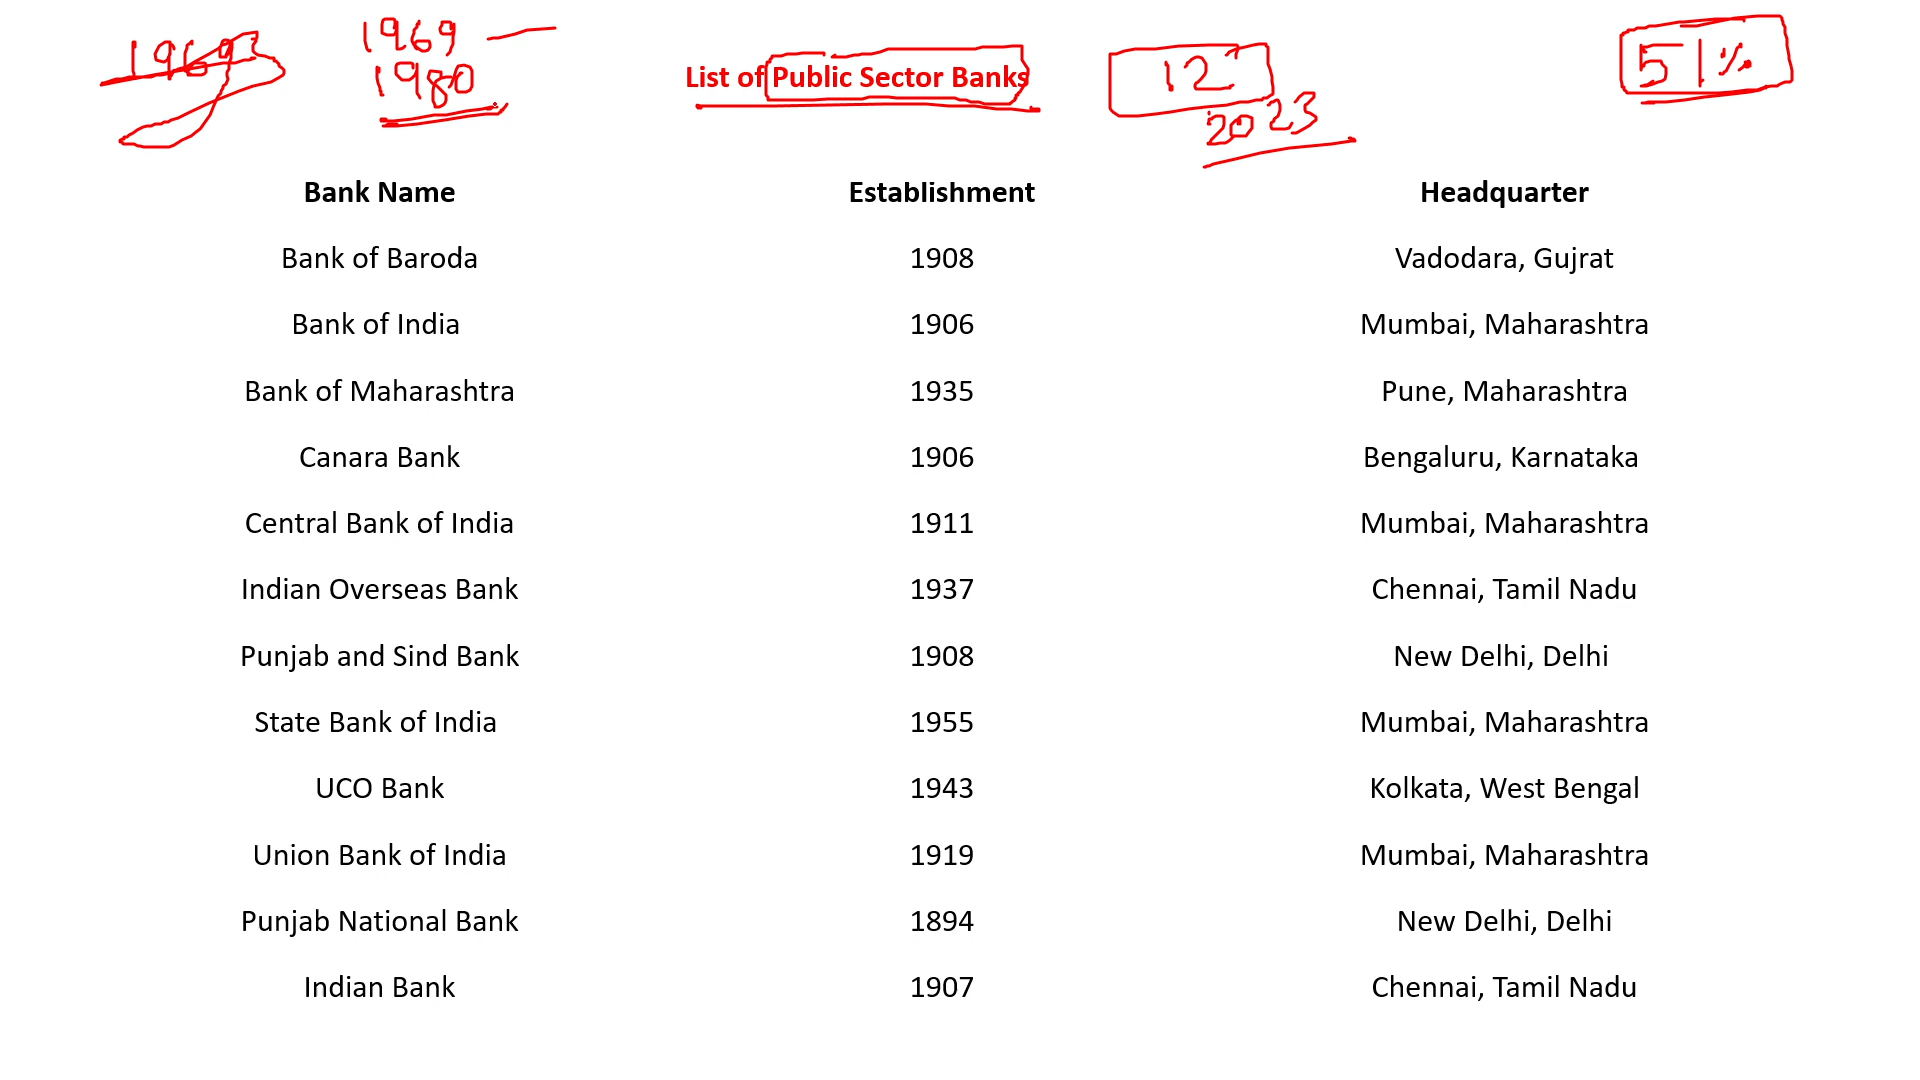 1969
1969
1980
List of Public Sector Banks
12
2023
51%
Bank Name Establishment Headquarter
Bank of Baroda 1908 Vadodara, Gujrat
Bank of India 1906 Mumbai, Maharashtra
Bank of Maharashtra 1935 Pune, Maharashtra
Canara Bank 1906 Bengaluru, Karnataka
Central Bank of India 1911 Mumbai, Maharashtra
Indian Overseas Bank 1937 Chennai, Tamil Nadu
Punjab and Sind Bank 1908 New Delhi, Delhi
State Bank of India 1955 Mumbai, Maharashtra
UCO Bank 1943 Kolkata, West Bengal
Union Bank of India 1919 Mumbai, Maharashtra
Punjab National Bank 1894 New Delhi, Delhi
Indian Bank 1907 Chennai, Tamil Nadu